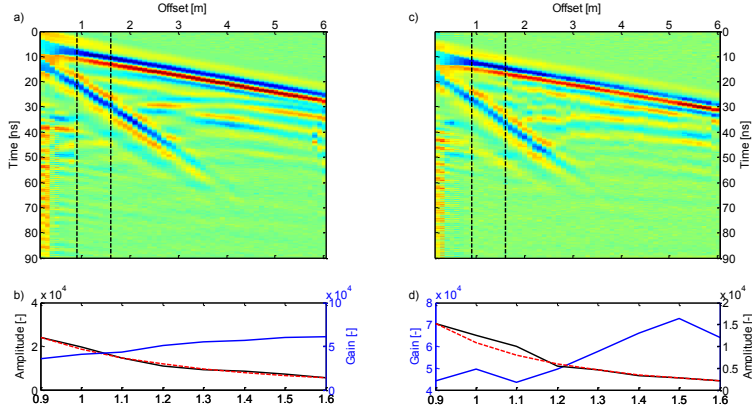 Offset [m]
Offset [m]
a)
1 2 3 4 5 6
c)
1 2 3 4 5 6
Time [ns]
0
10
20
30
40
50
60
70
80
90
0
10
20
30
40
50
60
70
80
90
Time [ns]
b)
x 10^4
x 10^4
Amplitude [-]
4
2
0
10
5
0
Gain [-]
0.9 1 1.1 1.2 1.3 1.4 1.5 1.6
d)
x 10^4
x 10^4
Gain [-]
8
7
6
5
4
2
1.5
1
0.5
0
Amplitude [-]
0.9 1 1.1 1.2 1.3 1.4 1.5 1.6